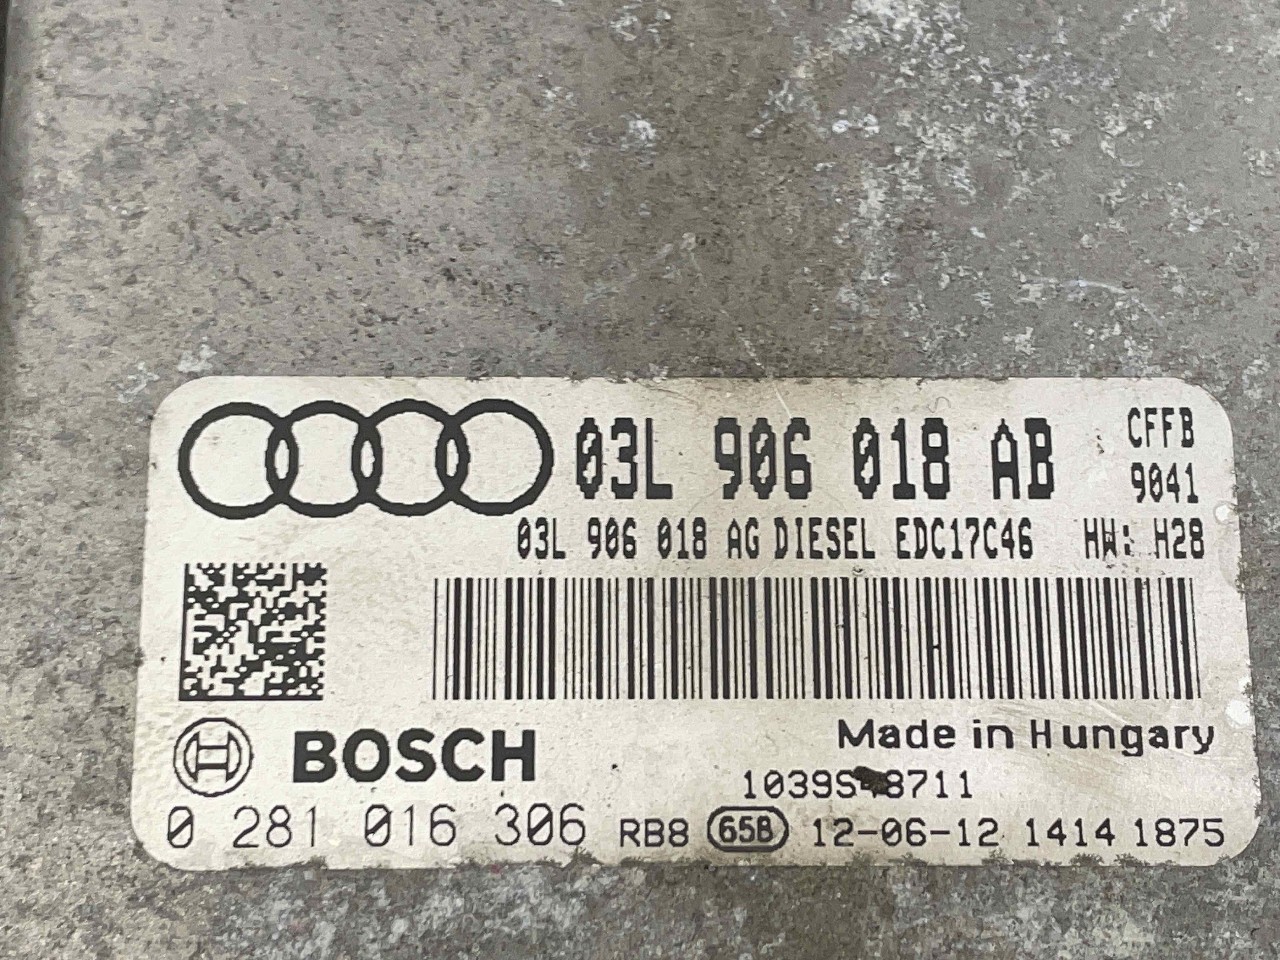 03L 906 018 AB CFFB
9041
03L 906 018 AG DIESEL EDC17C46 HW: H28
BOSCH
Made in Hungary
0 281 016 306 RB8 65B 12-06-12 1414 1875